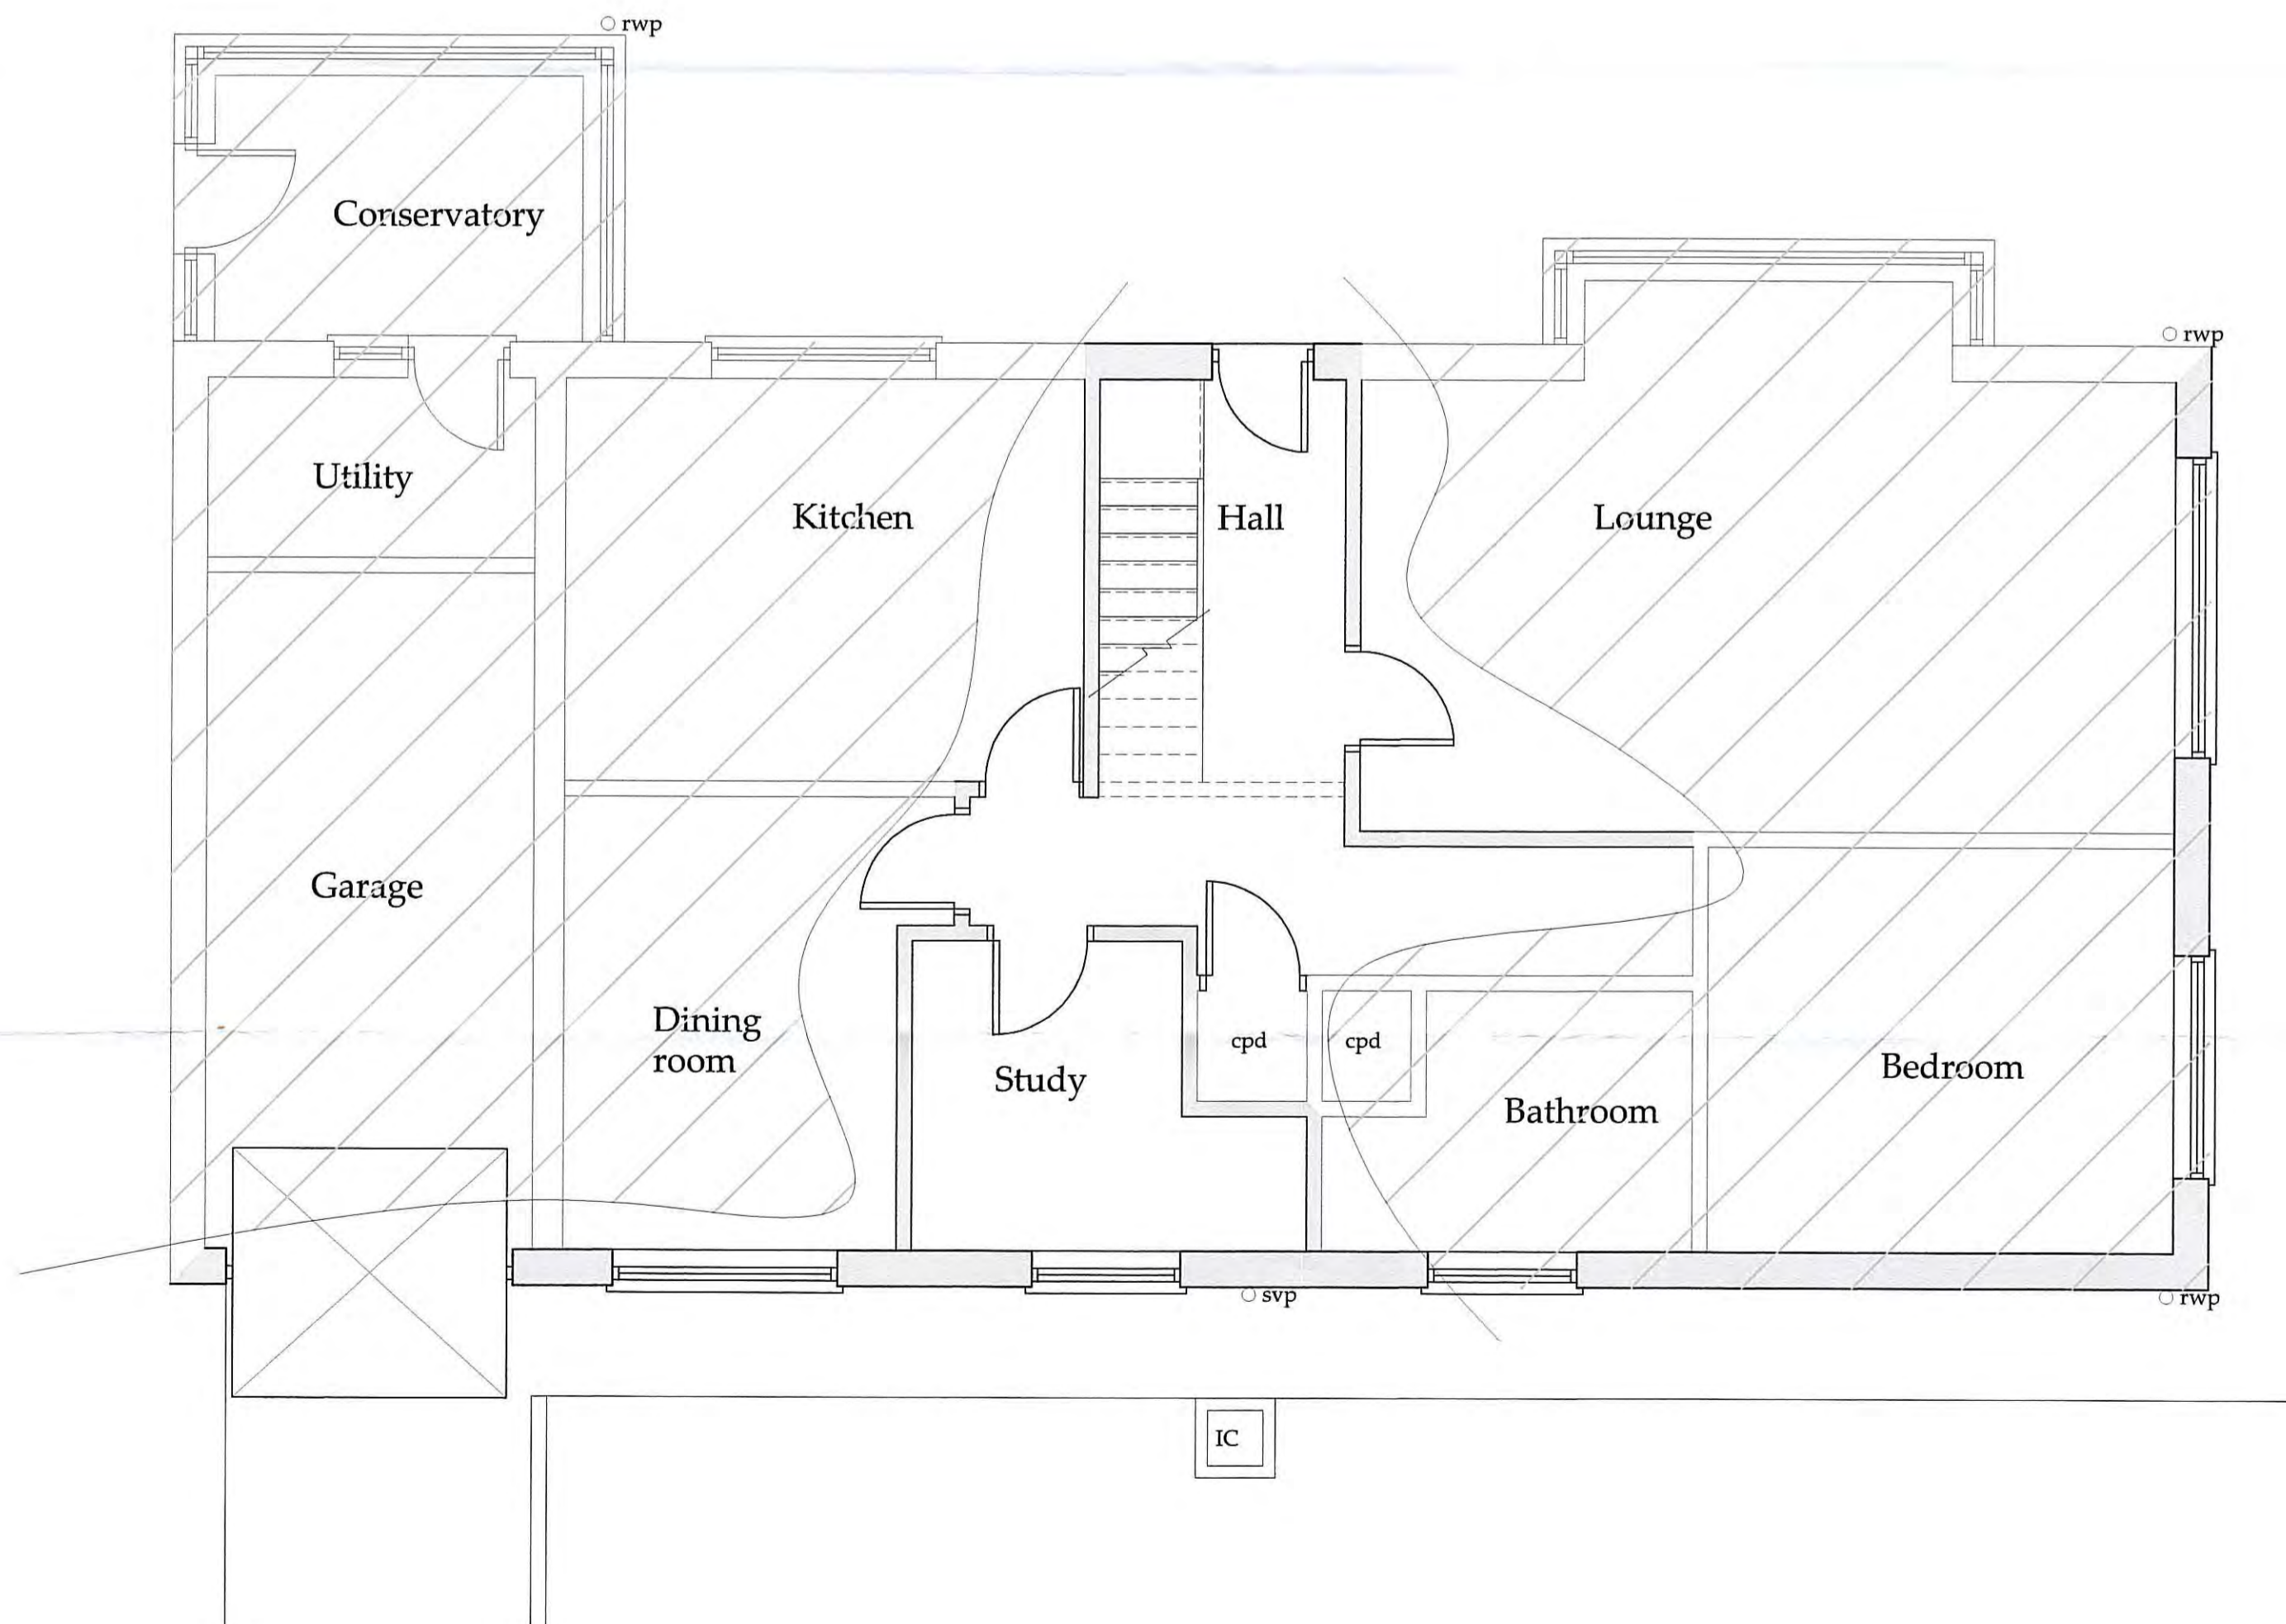 rwp
Conservatory
rwp
Utility
Kitchen
Hall
Lounge
Garage
Dining
room
Study
cpd
cpd
Bathroom
Bedroom
svp
rwp
IC